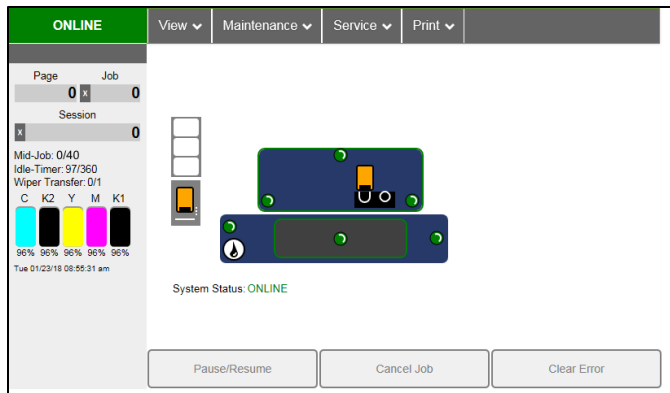 ONLINE
View Maintenance Service Print
Page Job
0 x 0
Session
x 0
Mid-Job: 0/40
Idle-Timer: 97/360
Wiper Transfer: 0/1
C K2 Y M K1
96% 96% 96% 96% 96%
Tue 01/23/18 08:55:31 am
System Status: ONLINE
Pause/Resume Cancel Job Clear Error